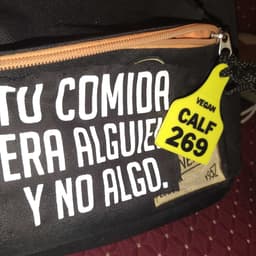 TU COMIDA
ERA ALGUIEN
Y NO ALGO.
VEGAN
CALF
269